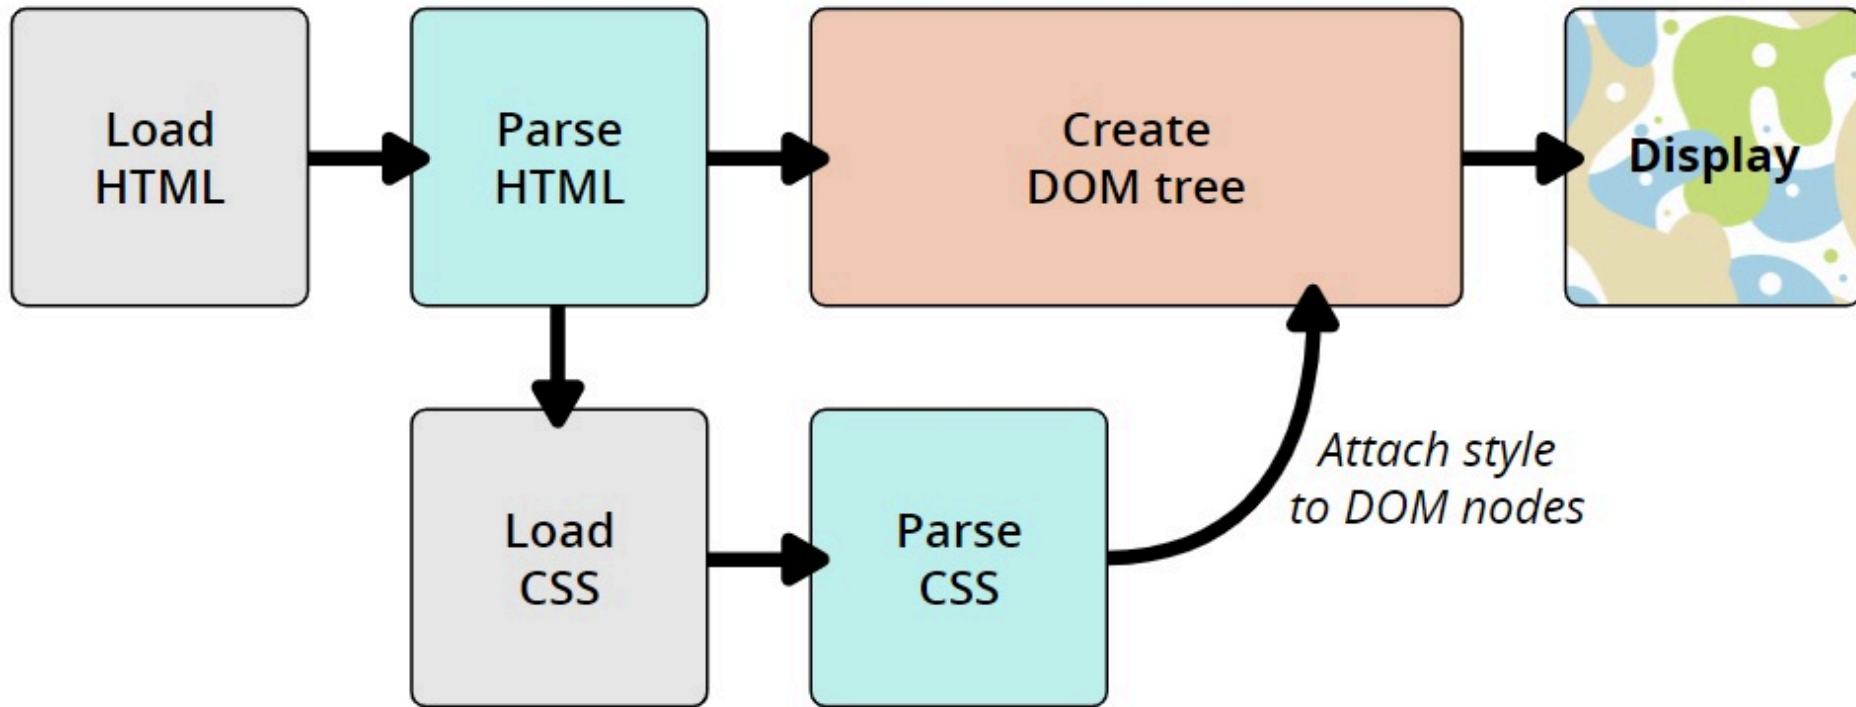 Load
HTML
Parse
HTML
Create
DOM tree
Display
Load
CSS
Parse
CSS
Attach style
to DOM nodes